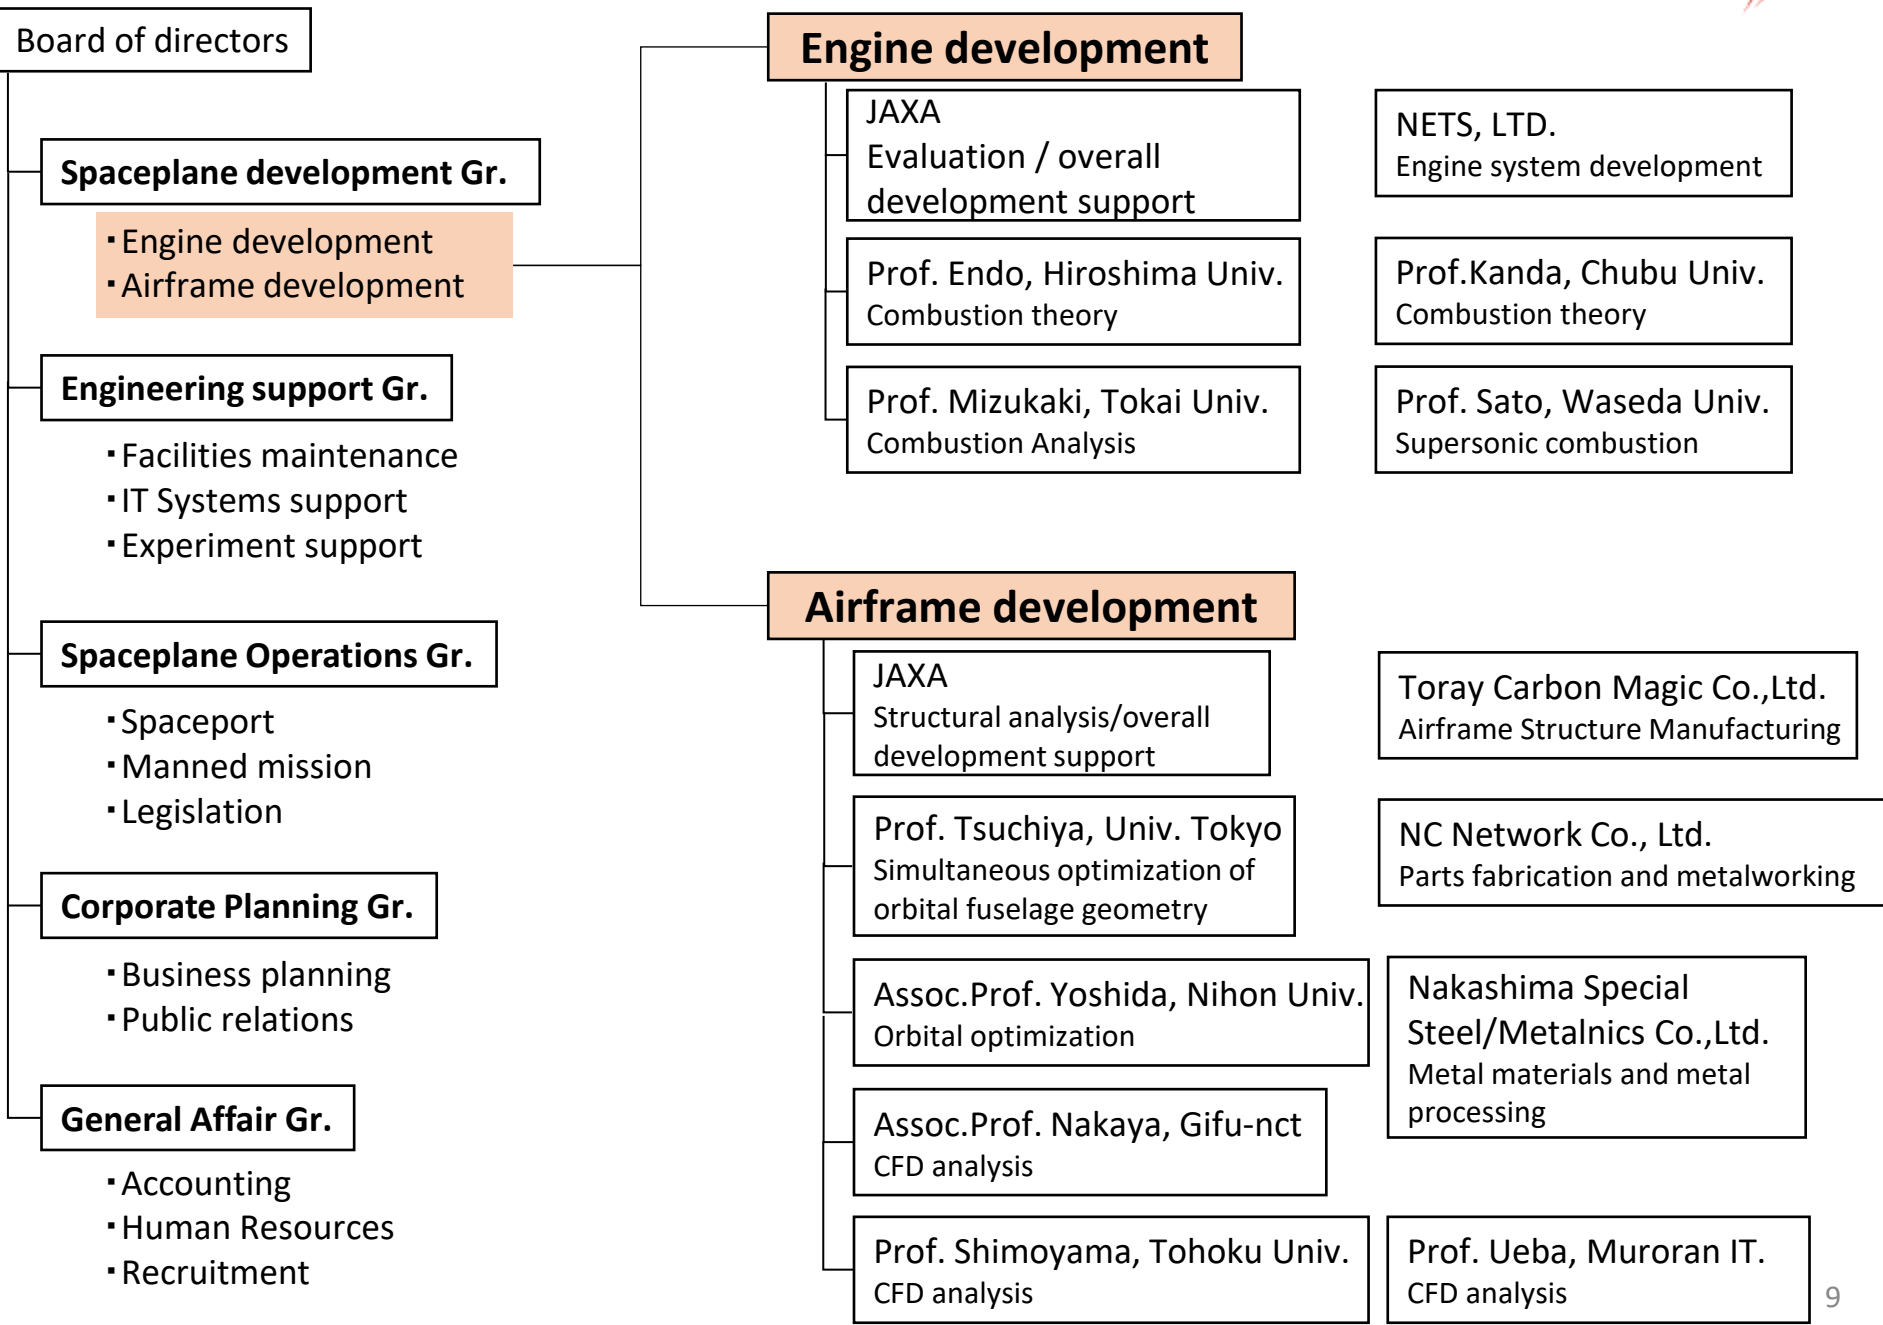 Board of directors
Spaceplane development Gr.
・Engine development
・Airframe development
Engineering support Gr.
・Facilities maintenance
・IT Systems support
・Experiment support
Spaceplane Operations Gr.
・Spaceport
・Manned mission
・Legislation
Corporate Planning Gr.
・Business planning
・Public relations
General Affair Gr.
・Accounting
・Human Resources
・Recruitment
Engine development
JAXA
Evaluation / overall
development support
NETS, LTD.
Engine system development
Prof. Endo, Hiroshima Univ.
Combustion theory
Prof.Kanda, Chubu Univ.
Combustion theory
Prof. Mizukaki, Tokai Univ.
Combustion Analysis
Prof. Sato, Waseda Univ.
Supersonic combustion
Airframe development
JAXA
Structural analysis/overall
development support
Toray Carbon Magic Co.,Ltd.
Airframe Structure Manufacturing
Prof. Tsuchiya, Univ. Tokyo
Simultaneous optimization of
orbital fuselage geometry
NC Network Co., Ltd.
Parts fabrication and metalworking
Assoc.Prof. Yoshida, Nihon Univ.
Orbital optimization
Nakashima Special
Steel/Metalnics Co.,Ltd.
Metal materials and metal
processing
Assoc.Prof. Nakaya, Gifu-nct
CFD analysis
Prof. Shimoyama, Tohoku Univ.
CFD analysis
Prof. Ueba, Muroran IT.
CFD analysis
9